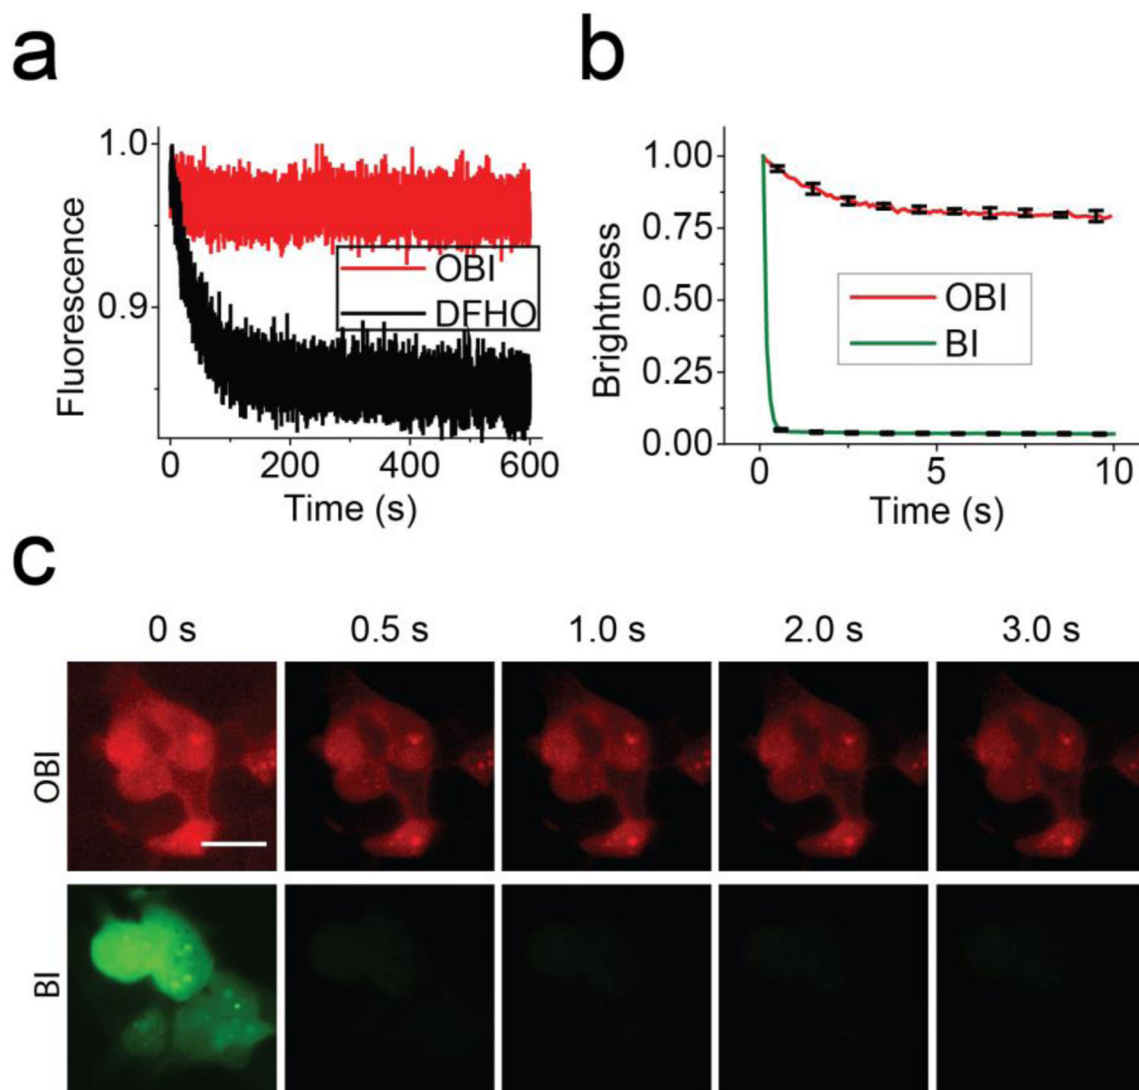 a
1.0
0.9
Fluorescence
OBI
DFHO
0 200 400 600
Time (s)
b
1.00
0.75
0.50
0.25
0.00
Brightness
OBI
BI
0 5 10
Time (s)
c
0 s 0.5 s 1.0 s 2.0 s 3.0 s
OBI
BI